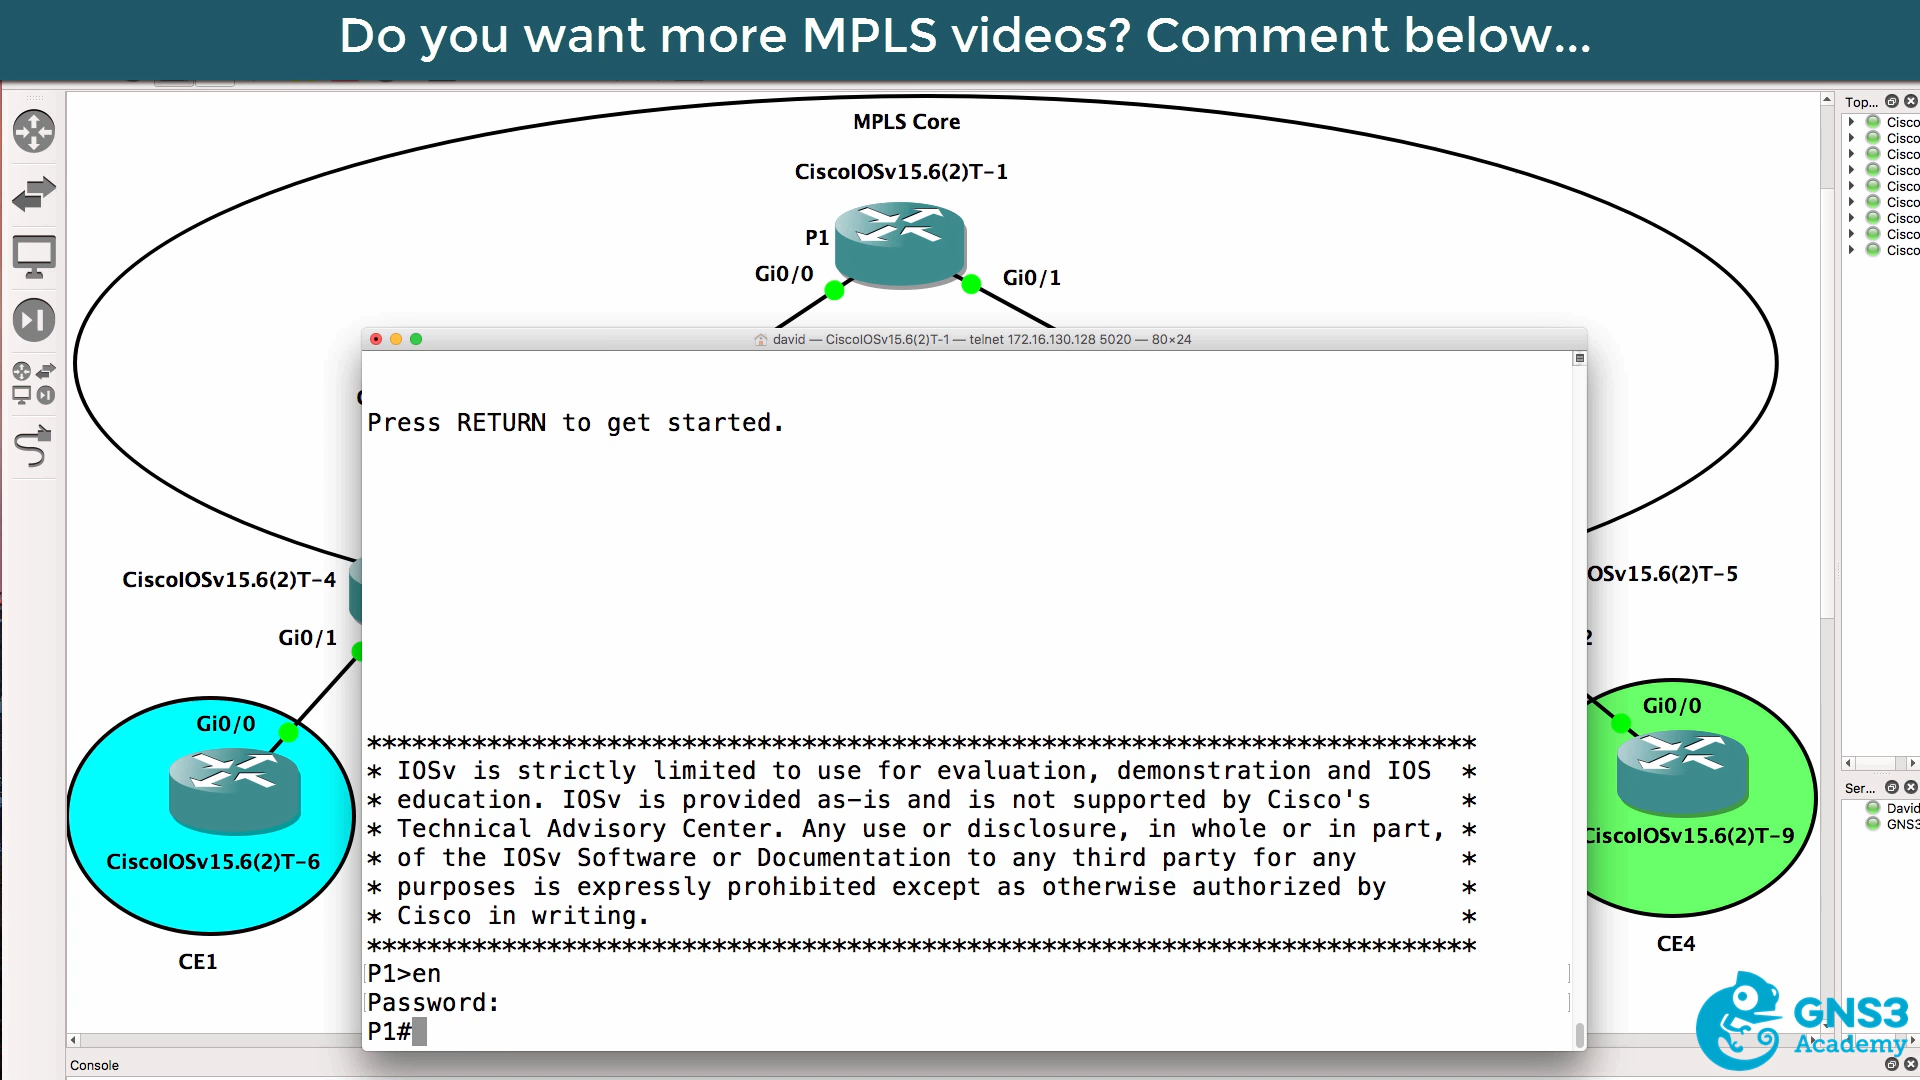 Do you want more MPLS videos? Comment below...
MPLS Core
CiscoIOSv15.6(2)T-1
P1
Gi0/0
Gi0/1
Top...
Cisco
Cisco
Cisco
Cisco
Cisco
Cisco
Cisco
Cisco
Cisco
david — CiscoIOSv15.6(2)T-1 — telnet 172.16.130.128 5020 — 80×24
Press RETURN to get started.
**************************************************************************
* IOSv is strictly limited to use for evaluation, demonstration and IOS  *
* education. IOSv is provided as-is and is not supported by Cisco's      *
* Technical Advisory Center. Any use or disclosure, in whole or in part, *
* of the IOSv Software or Documentation to any third party for any       *
* purposes is expressly prohibited except as otherwise authorized by     *
* Cisco in writing.                                                      *
**************************************************************************
P1>en
Password:
P1#
CiscoIOSv15.6(2)T-4
Gi0/1
Gi0/0
CiscoIOSv15.6(2)T-6
CE1
OSv15.6(2)T-5
2
Gi0/0
CiscoIOSv15.6(2)T-9
CE4
Ser...
David
GNS3
Console
GNS3
Academy